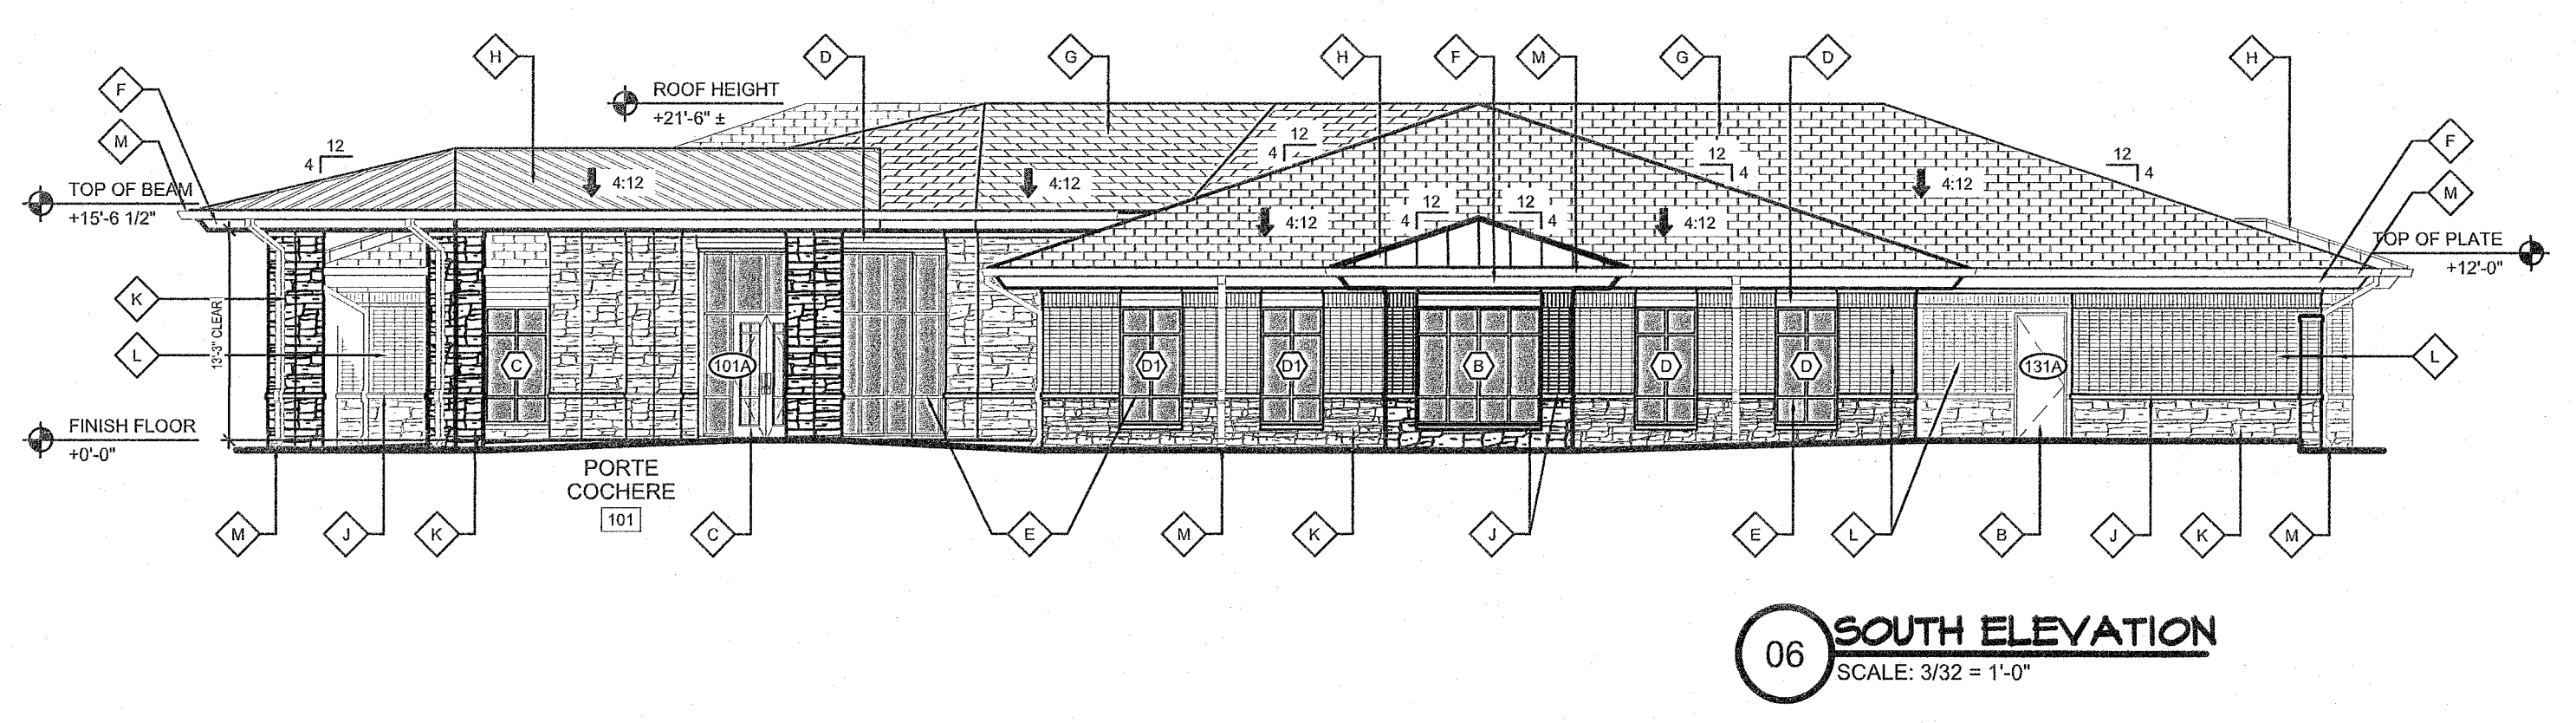 H
D
G
H
F
M
G
D
H
F
ROOF HEIGHT
+21'-6" ±
M
12
4
12
4
12
4
12
4
F
TOP OF BEAM
+15'-6 1/2"
4:12
4:12
4:12
M
12
4
12
4
4:12
4:12
TOP OF PLATE
+12'-0"
K
13'-3" CLEAR
L
C
101A
D1
D1
B
D
D
131A
L
FINISH FLOOR
+0'-0"
PORTE
COCHERE
101
M
J
K
C
E
M
K
J
E
L
B
J
K
M
06
SOUTH ELEVATION
SCALE: 3/32 = 1'-0"